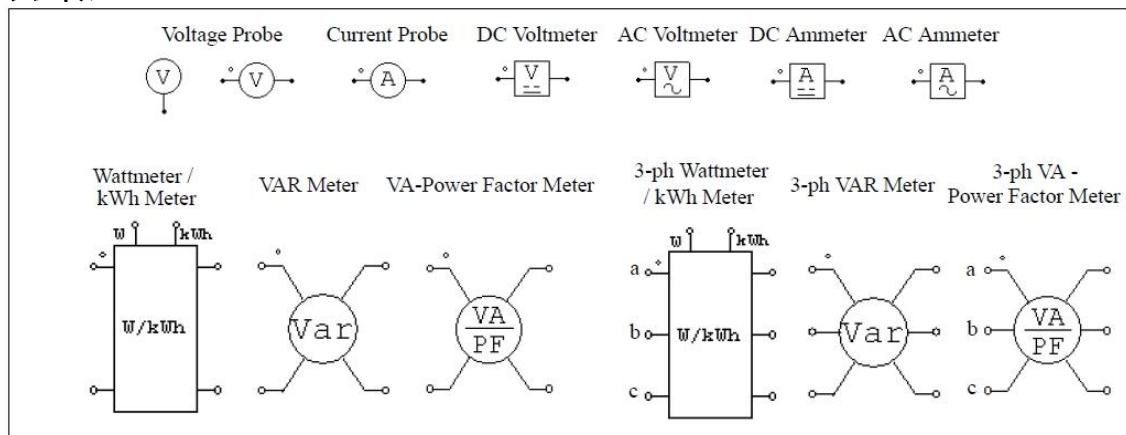 Voltage Probe Current Probe DC Voltmeter AC Voltmeter DC Ammeter AC Ammeter
V V A V V A A
Wattmeter /
kWh Meter
VAR Meter
VA-Power Factor Meter
3-ph Wattmeter
/ kWh Meter
3-ph VAR Meter
3-ph VA -
Power Factor Meter
W kWh
W/kWh
Var
VA
PF
W kWh
a
b
c
W/kWh
Var
a
b
c
VA
PF